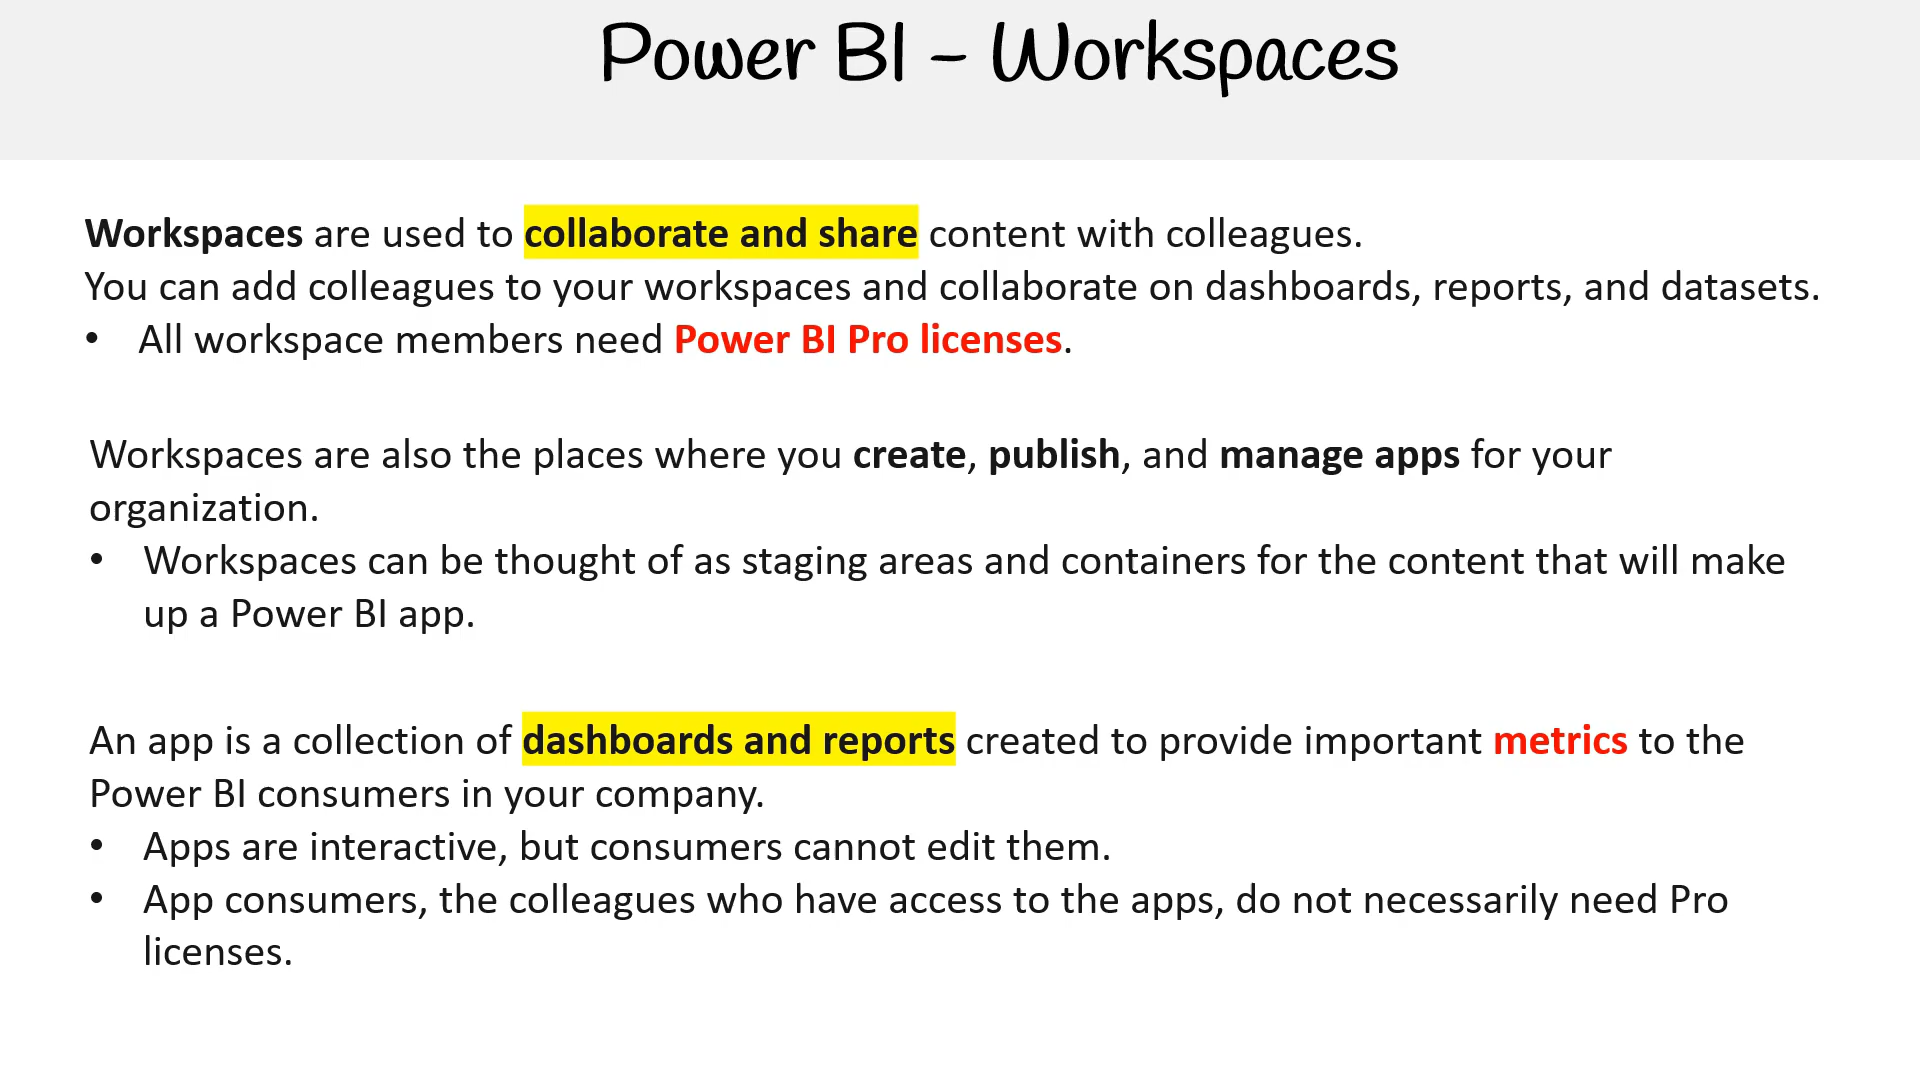 Power BI – Workspaces
Workspaces are used to collaborate and share content with colleagues.
You can add colleagues to your workspaces and collaborate on dashboards, reports, and datasets.
• All workspace members need Power BI Pro licenses.
Workspaces are also the places where you create, publish, and manage apps for your
organization.
• Workspaces can be thought of as staging areas and containers for the content that will make
up a Power BI app.
An app is a collection of dashboards and reports created to provide important metrics to the
Power BI consumers in your company.
• Apps are interactive, but consumers cannot edit them.
• App consumers, the colleagues who have access to the apps, do not necessarily need Pro
licenses.